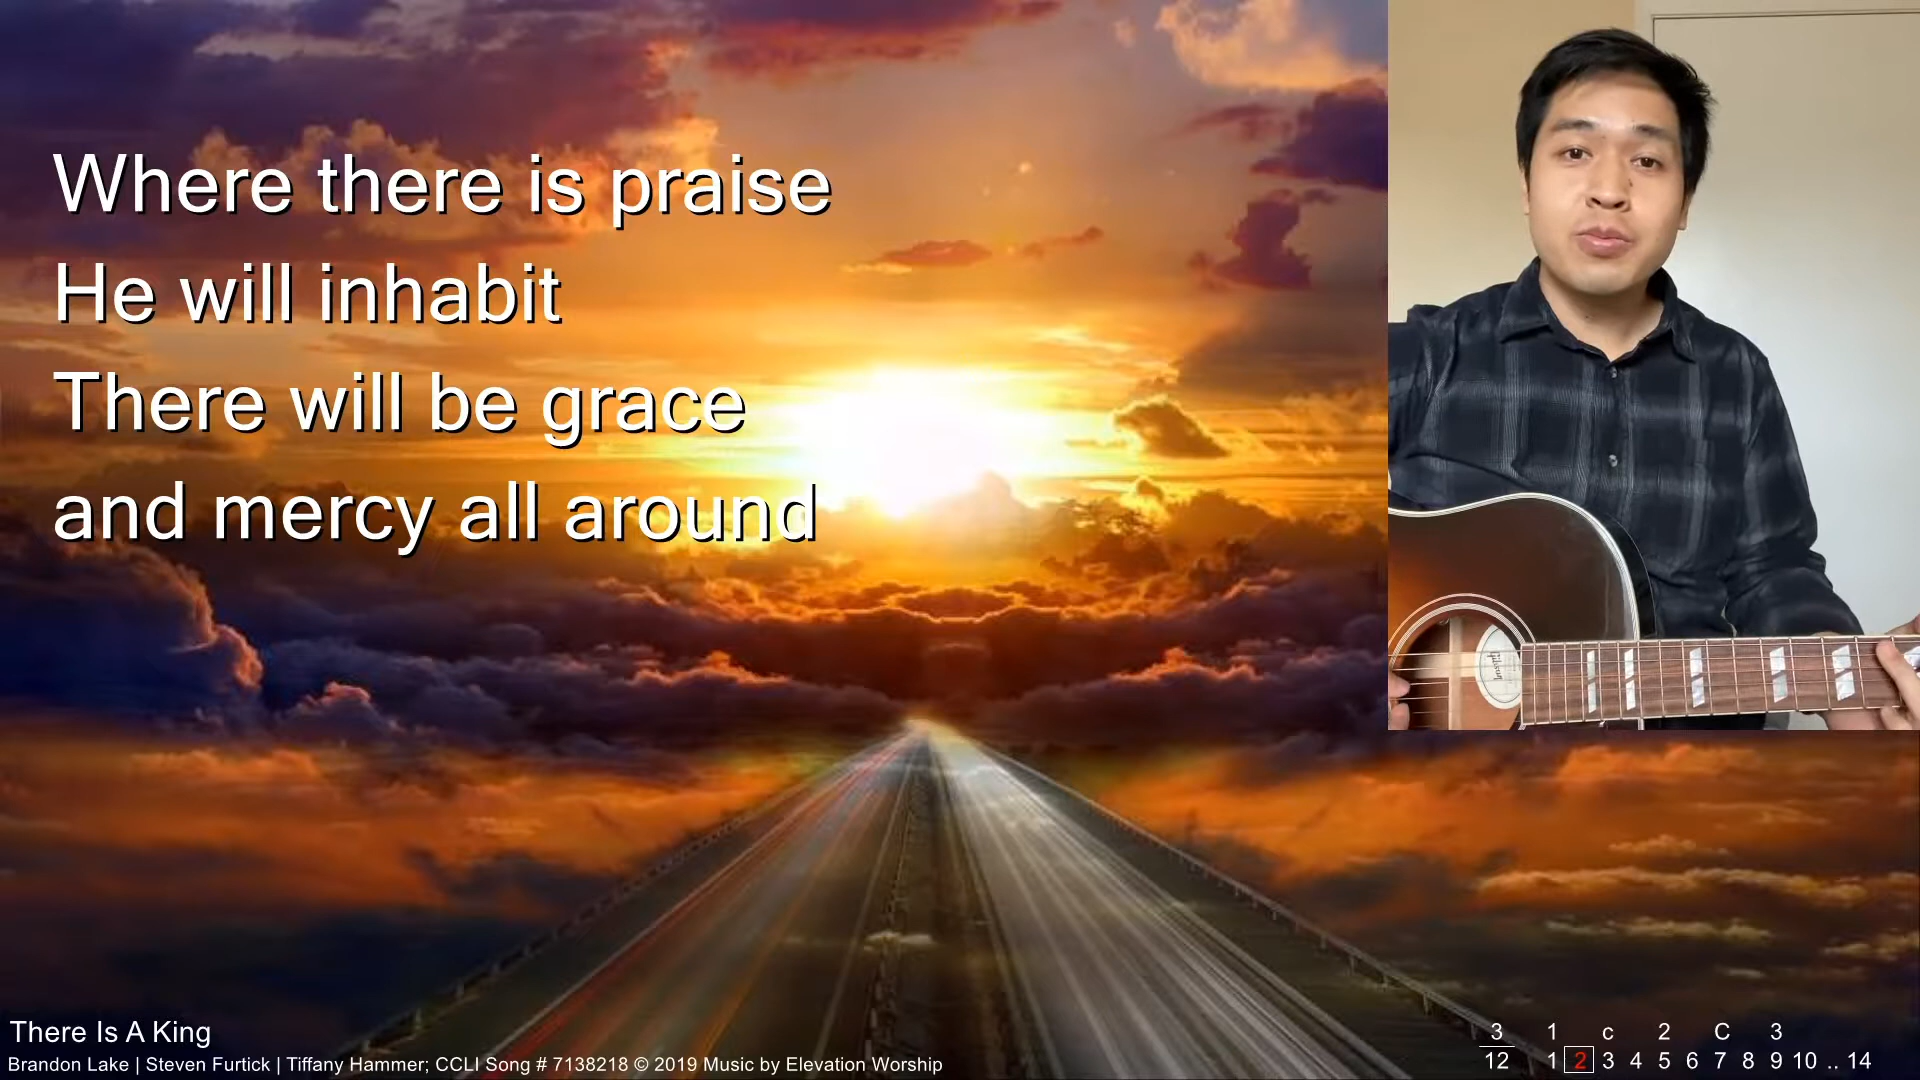 Where there is praise
He will inhabit
There will be grace
and mercy all around
There Is A King
Brandon Lake | Steven Furtick | Tiffany Hammer; CCLI Song # 7138218 © 2019 Music by Elevation Worship
3 1 c 2 C 3
12 1 2 3 4 5 6 7 8 9 10 .. 14